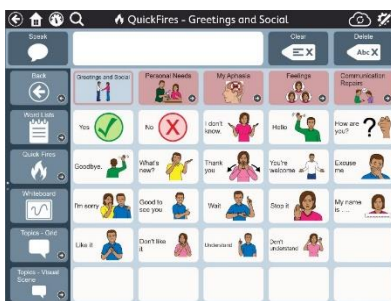 QuickFires - Greetings and Social
Speak
Clear
Delete
X
Abc X
Back
Greetings and Social
Personal Needs
My Aphasia
Feelings
Communication
Repairs
Word Lists
Yes
No
X
I don't
know.
Hello
How are
you?
?
Quick Fires
Goodbye.
What's
new?
Thank
you
You're
welcome
Excuse
me
Whiteboard
I'm sorry
Good to
see you
Wait
Stop it
My name
is ....
Topics - Grid
Like it
Don't like
it
Understand
Don't
understand
Topics - Visual
Scene